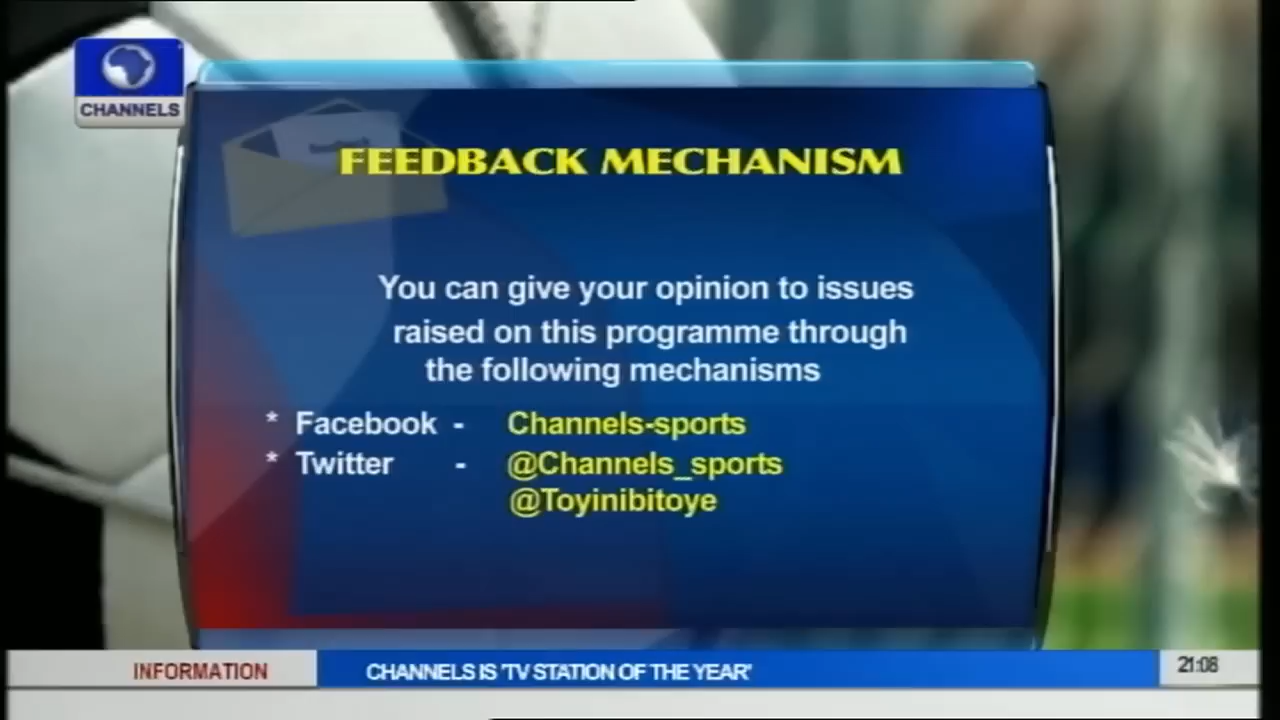 CHANNELS
FEEDBACK MECHANISM
You can give your opinion to issues
raised on this programme through
the following mechanisms
* Facebook - Channels-sports
* Twitter - @Channels_sports
@Toyinibitoye
INFORMATION CHANNELS IS 'TV STATION OF THE YEAR' 21:08